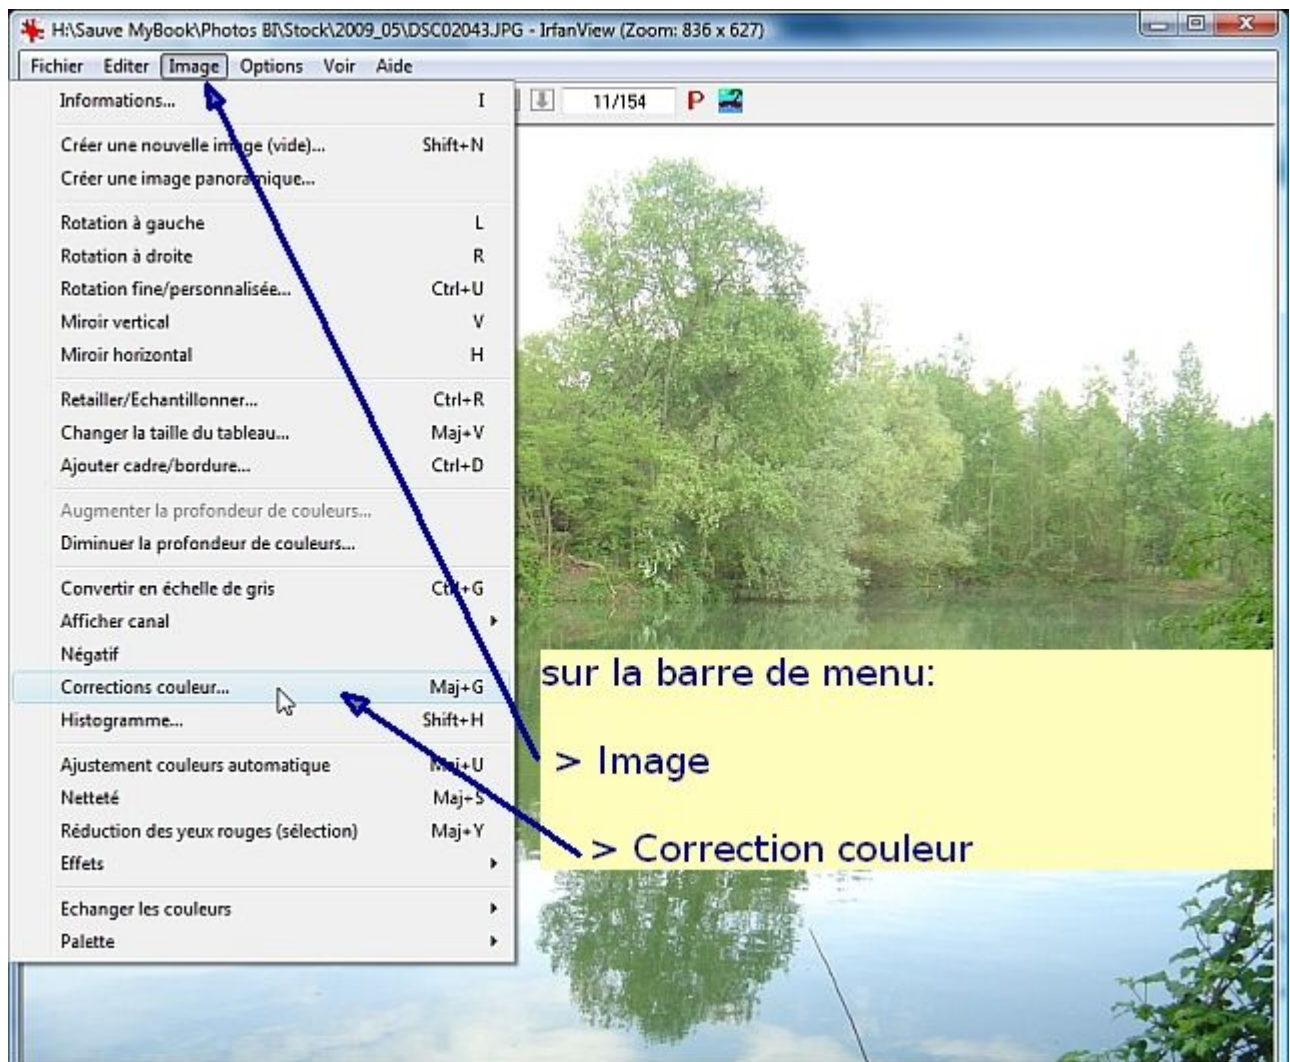 H:\Sauve MyBook\Photos BI\Stock\2009_05\DSC02043.JPG - IrfanView (Zoom: 836 x 627)
Fichier Editer Image Options Voir Aide
11/154 P
Informations... I
Créer une nouvelle image (vide)... Shift+N
Créer une image panoramique...
Rotation à gauche L
Rotation à droite R
Rotation fine/personnalisée... Ctrl+U
Miroir vertical V
Miroir horizontal H
Retailler/Echantillonner... Ctrl+R
Changer la taille du tableau... Maj+V
Ajouter cadre/bordure... Ctrl+D
Augmenter la profondeur de couleurs...
Diminuer la profondeur de couleurs...
Convertir en échelle de gris Ctrl+G
Afficher canal
Négatif
Corrections couleur... Maj+G
Histogramme... Shift+H
Ajustement couleurs automatique Maj+U
Netteté Maj+S
Réduction des yeux rouges (sélection) Maj+Y
Effets
Echanger les couleurs
Palette
sur la barre de menu:
> Image
> Correction couleur